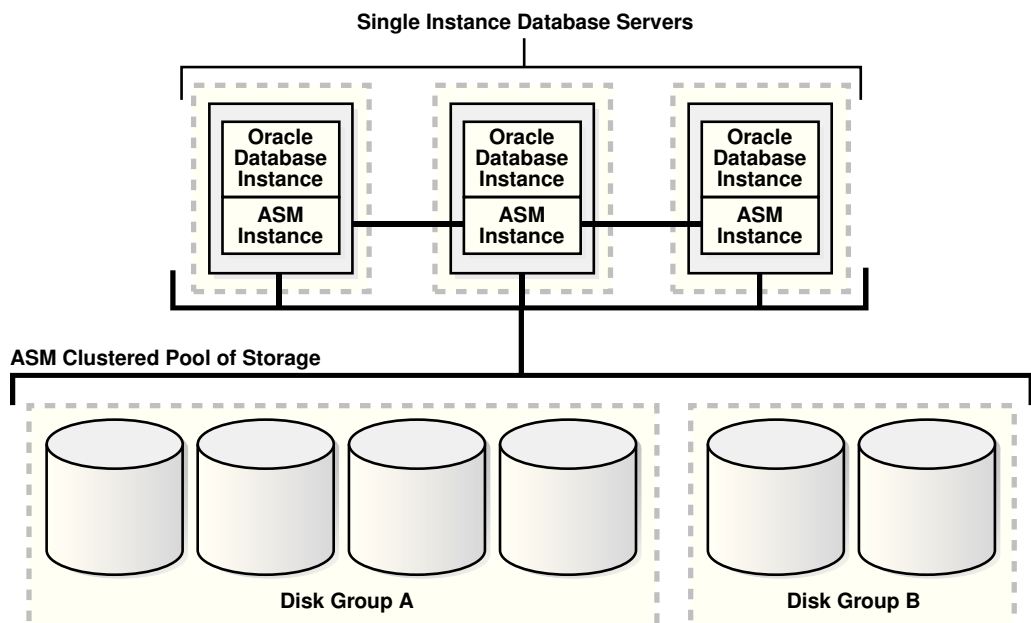 Single Instance Database Servers
Oracle
Database
Instance
ASM
Instance
Oracle
Database
Instance
ASM
Instance
Oracle
Database
Instance
ASM
Instance
ASM Clustered Pool of Storage
Disk Group A
Disk Group B